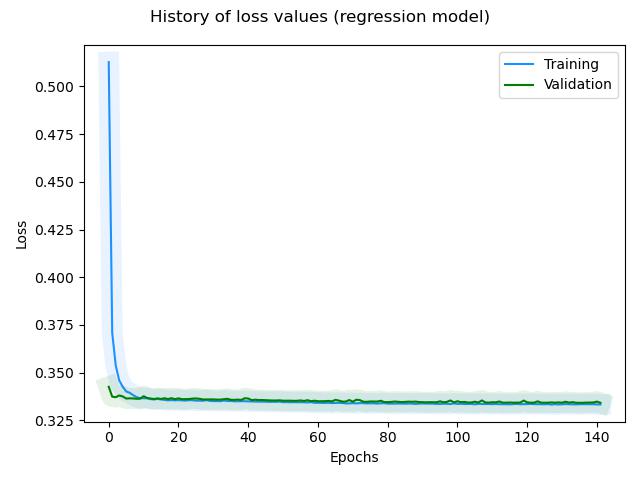 History of loss values (regression model)
Training
Validation
0.500
0.475
0.450
0.425
0.400
0.375
0.350
0.325
Loss
0 20 40 60 80 100 120 140
Epochs